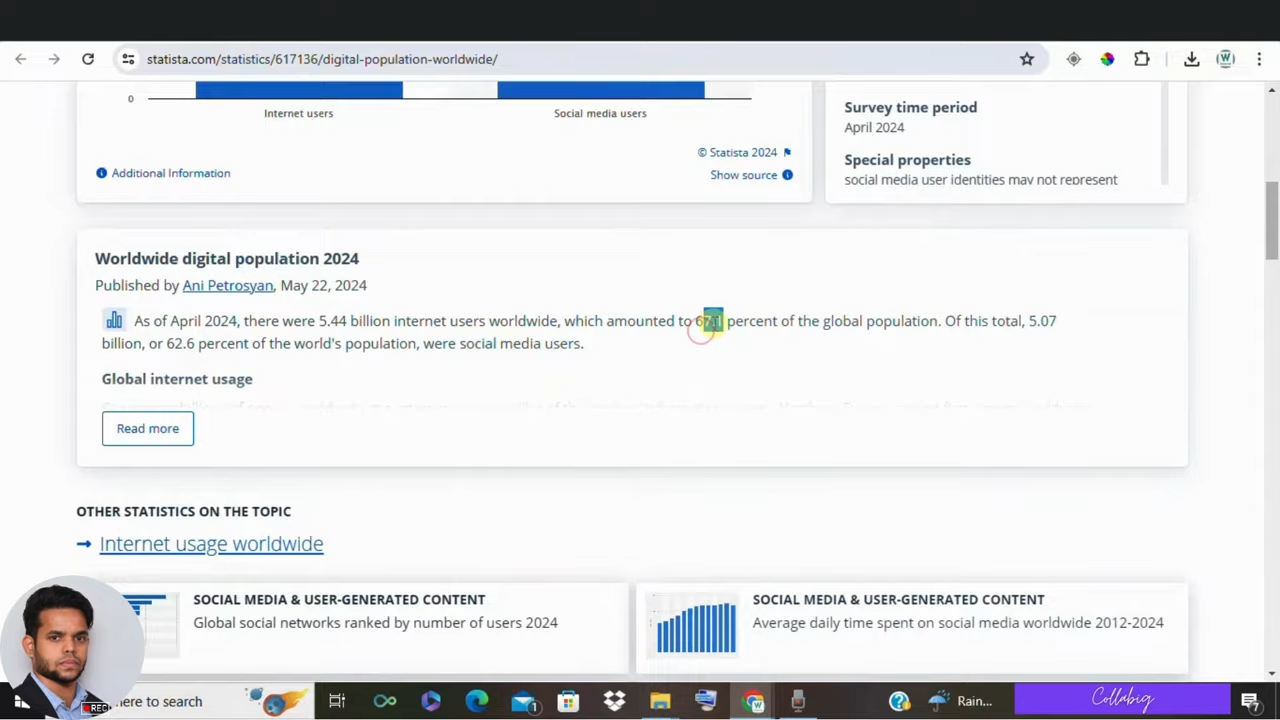 statista.com/statistics/617136/digital-population-worldwide/
0
Internet users
Social media users
© Statista 2024
Additional Information
Show source
Survey time period
April 2024
Special properties
social media user identities may not represent
Worldwide digital population 2024
Published by Ani Petrosyan, May 22, 2024
As of April 2024, there were 5.44 billion internet users worldwide, which amounted to 67.1 percent of the global population. Of this total, 5.07
billion, or 62.6 percent of the world's population, were social media users.
Global internet usage
Read more
OTHER STATISTICS ON THE TOPIC
Internet usage worldwide
SOCIAL MEDIA & USER-GENERATED CONTENT
Global social networks ranked by number of users 2024
SOCIAL MEDIA & USER-GENERATED CONTENT
Average daily time spent on social media worldwide 2012-2024
REC
here to search
1
Rain...
Collabig
7